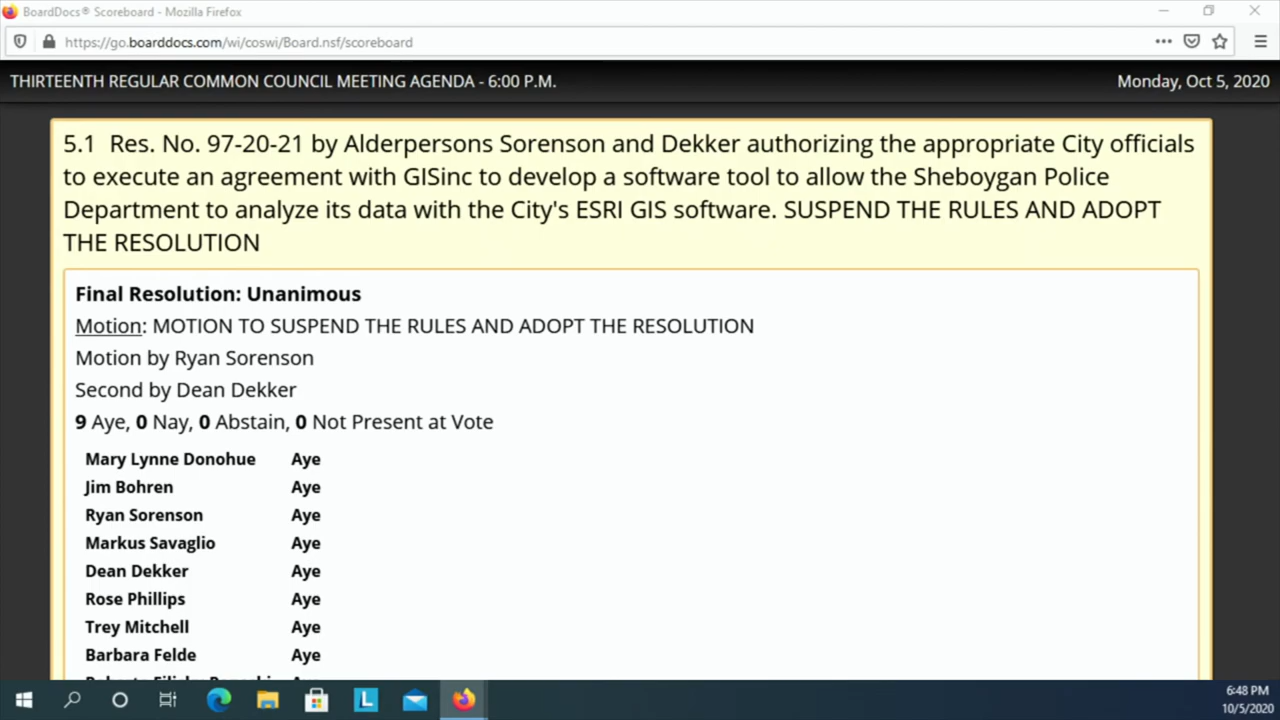 BoardDocs® Scoreboard - Mozilla Firefox
https://go.boarddocs.com/wi/coswi/Board.nsf/scoreboard
THIRTEENTH REGULAR COMMON COUNCIL MEETING AGENDA - 6:00 P.M. Monday, Oct 5, 2020
5.1 Res. No. 97-20-21 by Alderpersons Sorenson and Dekker authorizing the appropriate City officials
to execute an agreement with GISinc to develop a software tool to allow the Sheboygan Police
Department to analyze its data with the City's ESRI GIS software. SUSPEND THE RULES AND ADOPT
THE RESOLUTION
Final Resolution: Unanimous
Motion: MOTION TO SUSPEND THE RULES AND ADOPT THE RESOLUTION
Motion by Ryan Sorenson
Second by Dean Dekker
9 Aye, 0 Nay, 0 Abstain, 0 Not Present at Vote
Mary Lynne Donohue Aye
Jim Bohren Aye
Ryan Sorenson Aye
Markus Savaglio Aye
Dean Dekker Aye
Rose Phillips Aye
Trey Mitchell Aye
Barbara Felde Aye
L
6:48 PM
10/5/2020